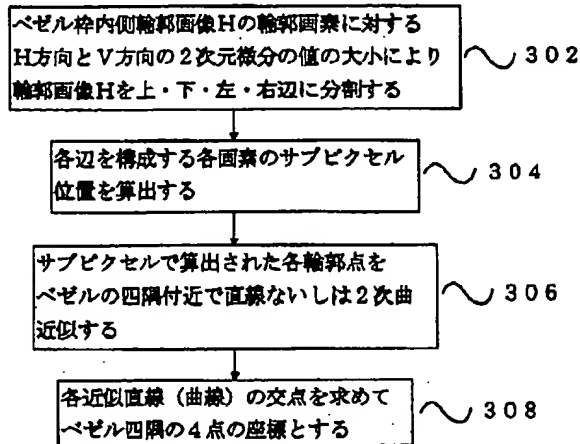 ベゼル枠内側輪郭画像Hの輪郭画素に対する
H方向とV方向の2次元微分の値の大小により
輪郭画像Hを上・下・左・右辺に分割する
302
各辺を構成する各画素のサブピクセル
位置を算出する
304
サブピクセルで算出された各輪郭点を
ベゼルの四隅付近で直線ないしは2次曲
近似する
306
各近似直線（曲線）の交点を求めて
ベゼル四隅の4点の座標とする
308